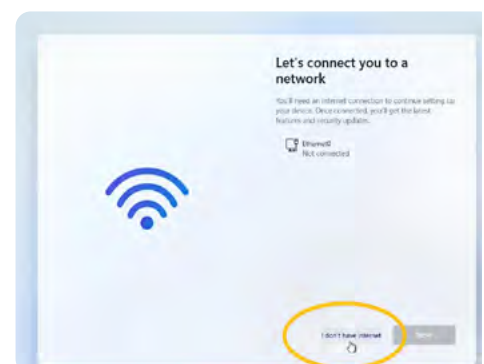 Let's connect you to a
network
You'll need an internet connection to continue setting up
your device. Once connected, you'll get the latest
features and security updates.
Ethernet0
Not connected
I don't have internet
Next